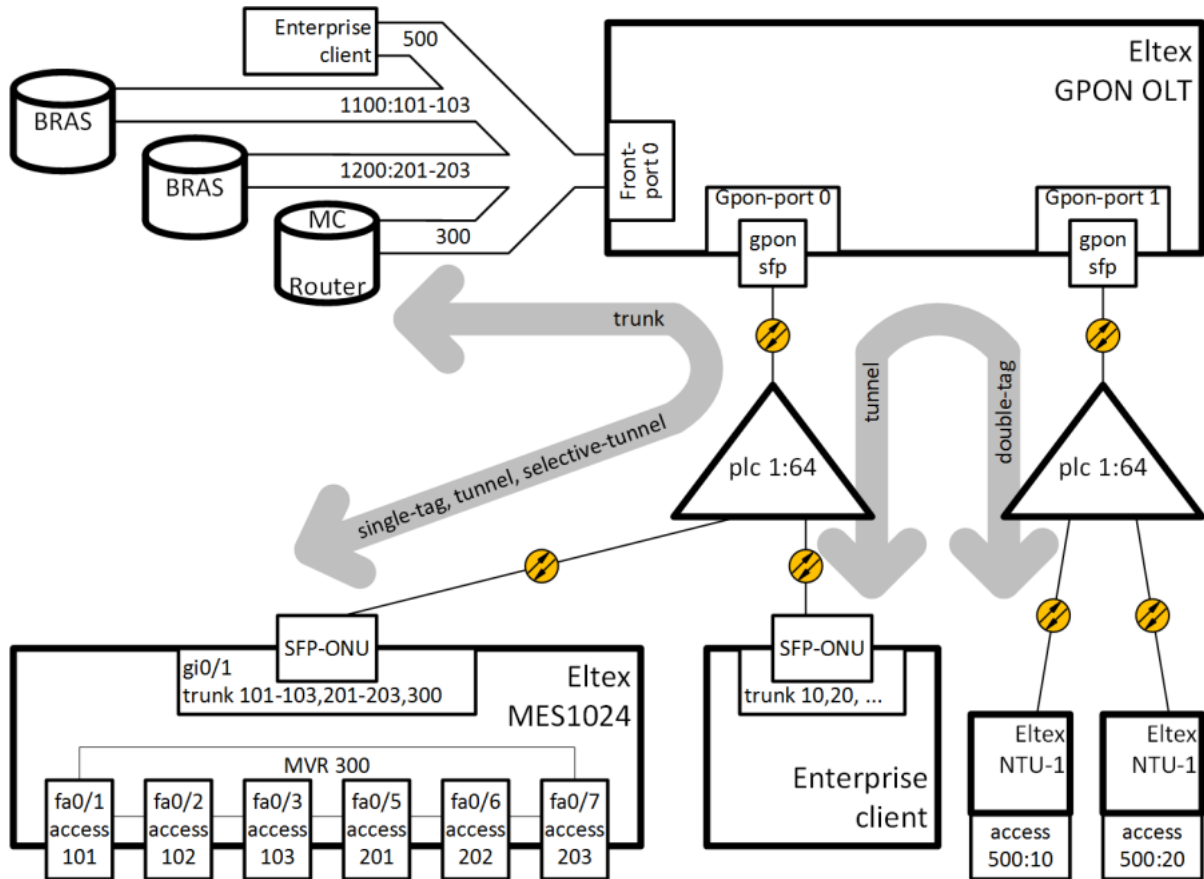 Enterprise
client
500
Eltex
GPON OLT
BRAS
1100:101-103
BRAS
1200:201-203
Front-
port 0
MC
300
Router
Gpon-port 0
gpon
sfp
Gpon-port 1
gpon
sfp
trunk
tunnel
double-tag
single-tag, tunnel, selective-tunnel
plc 1:64
plc 1:64
SFP-ONU
gi0/1
trunk 101-103,201-203,300
Eltex
MES1024
MVR 300
fa0/1
access
101
fa0/2
access
102
fa0/3
access
103
fa0/5
access
201
fa0/6
access
202
fa0/7
access
203
SFP-ONU
trunk 10,20, ...
Enterprise
client
Eltex
NTU-1
access
500:10
Eltex
NTU-1
access
500:20